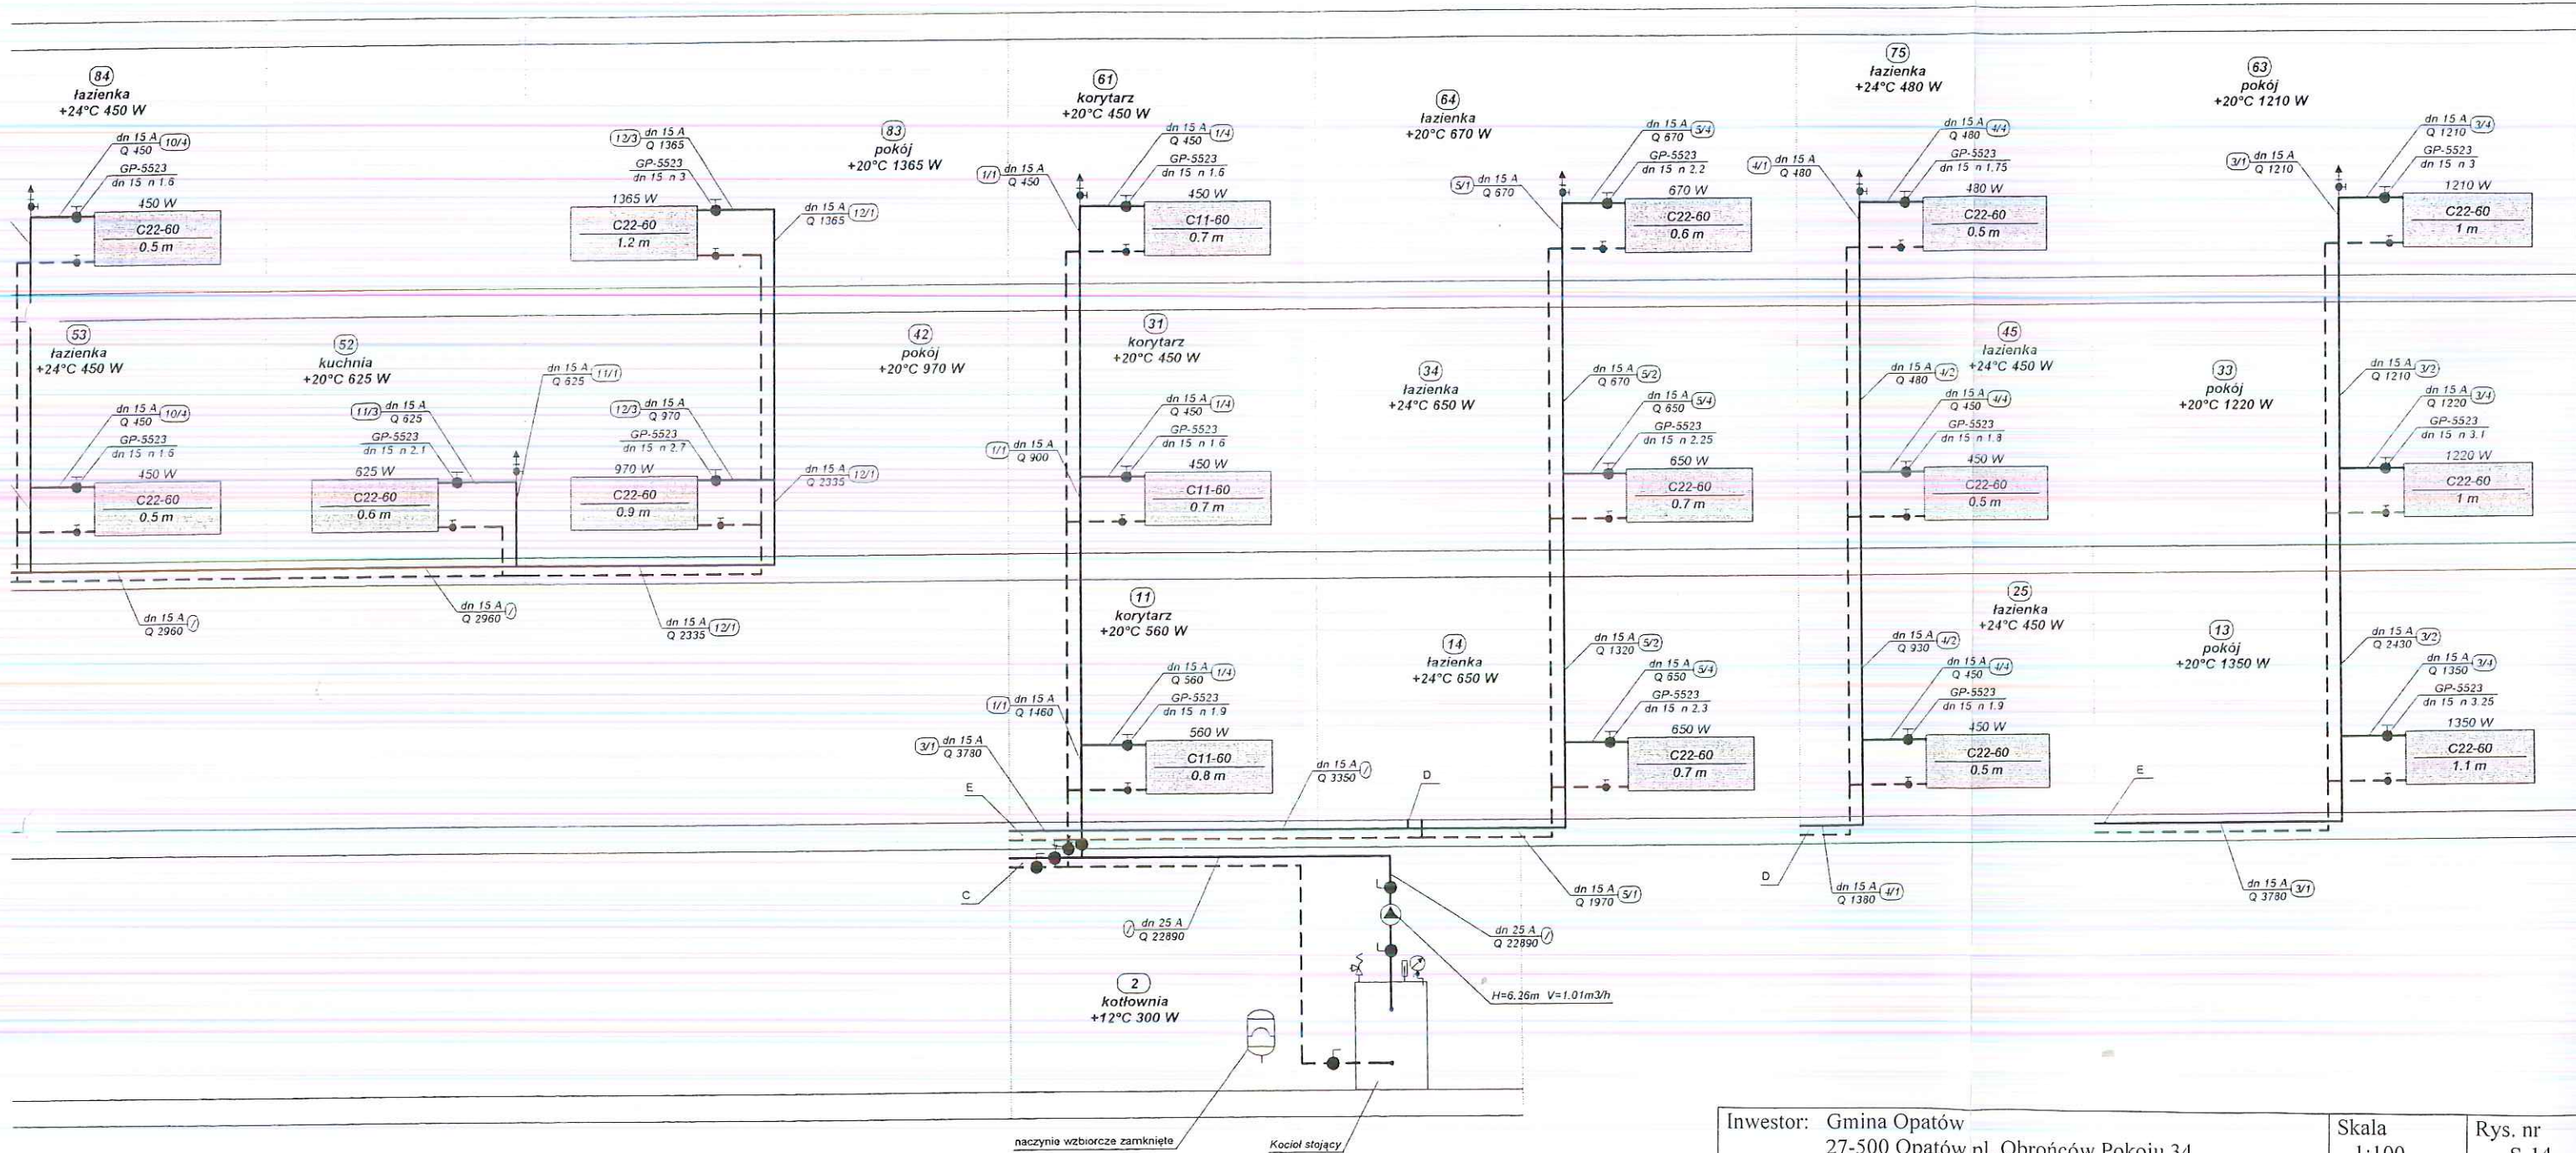 84
łazienka
+24°C 450 W
dn 15 A 10/4
Q 450
GP-5523
dn 15 n 1.6
450 W
C22-60
0.5 m
12/3 dn 15 A
Q 1365
GP-5523
dn 15 n 3
1365 W
C22-60
1.2 m
83
pokój
+20°C 1365 W
dn 15 A 12/1
Q 1365
61
korytarz
+20°C 450 W
1/1 dn 15 A
Q 450
dn 15 A 1/4
Q 450
GP-5523
dn 15 n 1.6
450 W
C11-60
0.7 m
64
łazienka
+20°C 670 W
5/1 dn 15 A
Q 670
dn 15 A 5/4
Q 670
GP-5523
dn 15 n 2.2
670 W
C22-60
0.6 m
75
łazienka
+24°C 480 W
4/1 dn 15 A
Q 480
dn 15 A 4/4
Q 480
GP-5523
dn 15 n 1.75
480 W
C22-60
0.5 m
63
pokój
+20°C 1210 W
3/1 dn 15 A
Q 1210
dn 15 A 3/4
Q 1210
GP-5523
dn 15 n 3
1210 W
C22-60
1 m
53
łazienka
+24°C 450 W
dn 15 A 10/4
Q 450
GP-5523
dn 15 n 1.6
450 W
C22-60
0.5 m
52
kuchnia
+20°C 625 W
11/3 dn 15 A
Q 625
GP-5523
dn 15 n 2.1
625 W
C22-60
0.6 m
dn 15 A 11/1
Q 625
12/3 dn 15 A
Q 970
GP-5523
dn 15 n 2.7
970 W
C22-60
0.9 m
42
pokój
+20°C 970 W
dn 15 A 12/1
Q 2335
31
korytarz
+20°C 450 W
1/1 dn 15 A
Q 900
dn 15 A 1/4
Q 450
GP-5523
dn 15 n 1.6
450 W
C11-60
0.7 m
34
łazienka
+24°C 650 W
dn 15 A 5/2
Q 670
dn 15 A 5/4
Q 650
GP-5523
dn 15 n 2.25
650 W
C22-60
0.7 m
45
łazienka
+24°C 450 W
dn 15 A 4/2
Q 480
dn 15 A 4/4
Q 450
GP-5523
dn 15 n 1.8
450 W
C22-60
0.5 m
33
pokój
+20°C 1220 W
dn 15 A 3/2
Q 1210
dn 15 A 3/4
Q 1220
GP-5523
dn 15 n 3.1
1220 W
C22-60
1 m
dn 15 A /
Q 2960
dn 15 A /
Q 2960
dn 15 A 12/1
Q 2335
11
korytarz
+20°C 560 W
1/1 dn 15 A
Q 1460
dn 15 A 1/4
Q 560
GP-5523
dn 15 n 1.9
560 W
C11-60
0.8 m
3/1 dn 15 A
Q 3780
E
dn 15 A /
Q 3350
D
14
łazienka
+24°C 650 W
dn 15 A 5/2
Q 1320
dn 15 A 5/4
Q 650
GP-5523
dn 15 n 2.3
650 W
C22-60
0.7 m
25
łazienka
+24°C 450 W
dn 15 A 4/2
Q 930
dn 15 A 4/4
Q 450
GP-5523
dn 15 n 1.9
450 W
C22-60
0.5 m
13
pokój
+20°C 1350 W
dn 15 A 3/2
Q 2430
dn 15 A 3/4
Q 1350
GP-5523
dn 15 n 3.25
1350 W
C22-60
1.1 m
E
C
dn 15 A 5/1
Q 1970
D
dn 15 A 4/1
Q 1380
dn 15 A 3/1
Q 3780
/ dn 25 A
Q 22890
dn 25 A /
Q 22890
2
kotłownia
+12°C 300 W
H=6.26m V=1.01m3/h
naczynie wzbiorcze zamknięte
Kocioł stojący
Inwestor: Gmina Opatów
27-500 Opatów pl. Obrońców Pokoju 34
Skala
1:100
Rys. nr
S-14